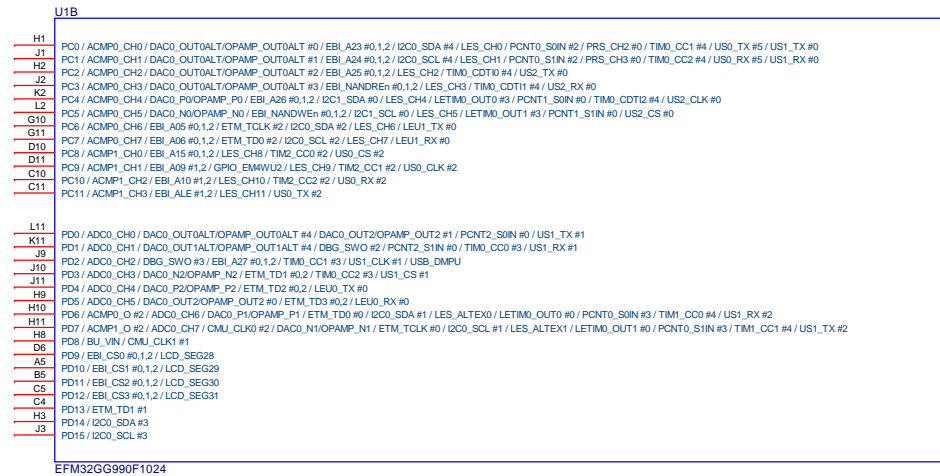 U1B
H1 PC0 / ACMP0_CH0 / DAC0_OUT0ALT/OPAMP_OUT0ALT #0 / EBI_A23 #0,1,2 / I2C0_SDA #4 / LES_CH0 / PCNT0_S0IN #2 / PRS_CH2 #0 / TIM0_CC1 #4 / US0_TX #5 / US1_TX #0
J1 PC1 / ACMP0_CH1 / DAC0_OUT0ALT/OPAMP_OUT0ALT #1 / EBI_A24 #0,1,2 / I2C0_SCL #4 / LES_CH1 / PCNT0_S1IN #2 / PRS_CH3 #0 / TIM0_CC2 #4 / US0_RX #5 / US1_RX #0
H2 PC2 / ACMP0_CH2 / DAC0_OUT0ALT/OPAMP_OUT0ALT #2 / EBI_A25 #0,1,2 / LES_CH2 / TIM0_CDTI0 #4 / US2_TX #0
J2 PC3 / ACMP0_CH3 / DAC0_OUT0ALT/OPAMP_OUT0ALT #3 / EBI_NANDREn #0,1,2 / LES_CH3 / TIM0_CDTI1 #4 / US2_RX #0
K2 PC4 / ACMP0_CH4 / DAC0_P0/OPAMP_P0 / EBI_A26 #0,1,2 / I2C1_SDA #0 / LES_CH4 / LETIM0_OUT0 #3 / PCNT1_S0IN #0 / TIM0_CDTI2 #4 / US2_CLK #0
L2 PC5 / ACMP0_CH5 / DAC0_N0/OPAMP_N0 / EBI_NANDWEn #0,1,2 / I2C1_SCL #0 / LES_CH5 / LETIM0_OUT1 #3 / PCNT1_S1IN #0 / US2_CS #0
G10 PC6 / ACMP0_CH6 / EBI_A05 #0,1,2 / ETM_TCLK #2 / I2C0_SDA #2 / LES_CH6 / LEU1_TX #0
G11 PC7 / ACMP0_CH7 / EBI_A06 #0,1,2 / ETM_TD0 #2 / I2C0_SCL #2 / LES_CH7 / LEU1_RX #0
D10 PC8 / ACMP1_CH0 / EBI_A15 #0,1,2 / LES_CH8 / TIM2_CC0 #2 / US0_CS #2
D11 PC9 / ACMP1_CH1 / EBI_A09 #1,2 / GPIO_EM4WU2 / LES_CH9 / TIM2_CC1 #2 / US0_CLK #2
C10 PC10 / ACMP1_CH2 / EBI_A10 #1,2 / LES_CH10 / TIM2_CC2 #2 / US0_RX #2
C11 PC11 / ACMP1_CH3 / EBI_ALE #1,2 / LES_CH11 / US0_TX #2
L11 PD0 / ADC0_CH0 / DAC0_OUT0ALT/OPAMP_OUT0ALT #4 / DAC0_OUT2/OPAMP_OUT2 #1 / PCNT2_S0IN #0 / US1_TX #1
K11 PD1 / ADC0_CH1 / DAC0_OUT1ALT/OPAMP_OUT1ALT #4 / DBG_SWO #2 / PCNT2_S1IN #0 / TIM0_CC0 #3 / US1_RX #1
J9 PD2 / ADC0_CH2 / DBG_SWO #3 / EBI_A27 #0,1,2 / TIM0_CC1 #3 / US1_CLK #1 / USB_DMPU
J10 PD3 / ADC0_CH3 / DAC0_N2/OPAMP_N2 / ETM_TD1 #0,2 / TIM0_CC2 #3 / US1_CS #1
J11 PD4 / ADC0_CH4 / DAC0_P2/OPAMP_P2 / ETM_TD2 #0,2 / LEU0_TX #0
H9 PD5 / ADC0_CH5 / DAC0_OUT2/OPAMP_OUT2 #0 / ETM_TD3 #0,2 / LEU0_RX #0
H10 PD6 / ACMP0_O #2 / ADC0_CH6 / DAC0_P1/OPAMP_P1 / ETM_TD0 #0 / I2C0_SDA #1 / LES_ALTEX0 / LETIM0_OUT0 #0 / PCNT0_S0IN #3 / TIM1_CC0 #4 / US1_RX #2
H11 PD7 / ACMP1_O #2 / ADC0_CH7 / CMU_CLK0 #2 / DAC0_N1/OPAMP_N1 / ETM_TCLK #0 / I2C0_SCL #1 / LES_ALTEX1 / LETIM0_OUT1 #0 / PCNT0_S1IN #3 / TIM1_CC1 #4 / US1_TX #2
H8 PD8 / BU_VIN / CMU_CLK1 #1
D6 PD9 / EBI_CS0 #0,1,2 / LCD_SEG28
A5 PD10 / EBI_CS1 #0,1,2 / LCD_SEG29
B5 PD11 / EBI_CS2 #0,1,2 / LCD_SEG30
C5 PD12 / EBI_CS3 #0,1,2 / LCD_SEG31
C4 PD13 / ETM_TD1 #1
H3 PD14 / I2C0_SDA #3
J3 PD15 / I2C0_SCL #3
EFM32GG990F1024